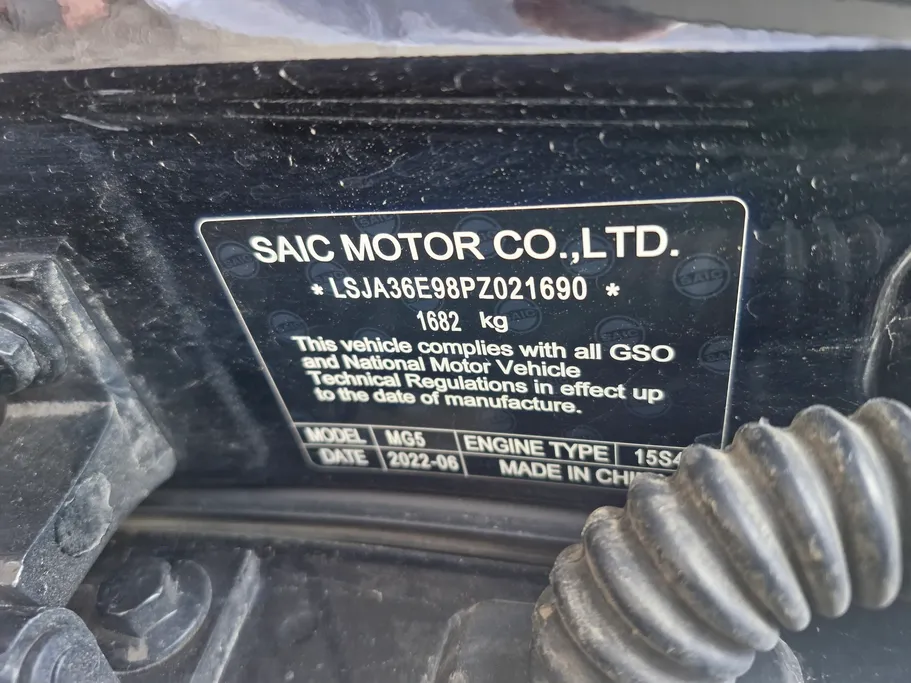 SAIC MOTOR CO.,LTD.
* LSJA36E98PZ021690 *
1682 kg
This vehicle complies with all GSO
and National Motor Vehicle
Technical Regulations in effect up
to the date of manufacture.
MODEL MG5 ENGINE TYPE 15S4
DATE 2022-06 MADE IN